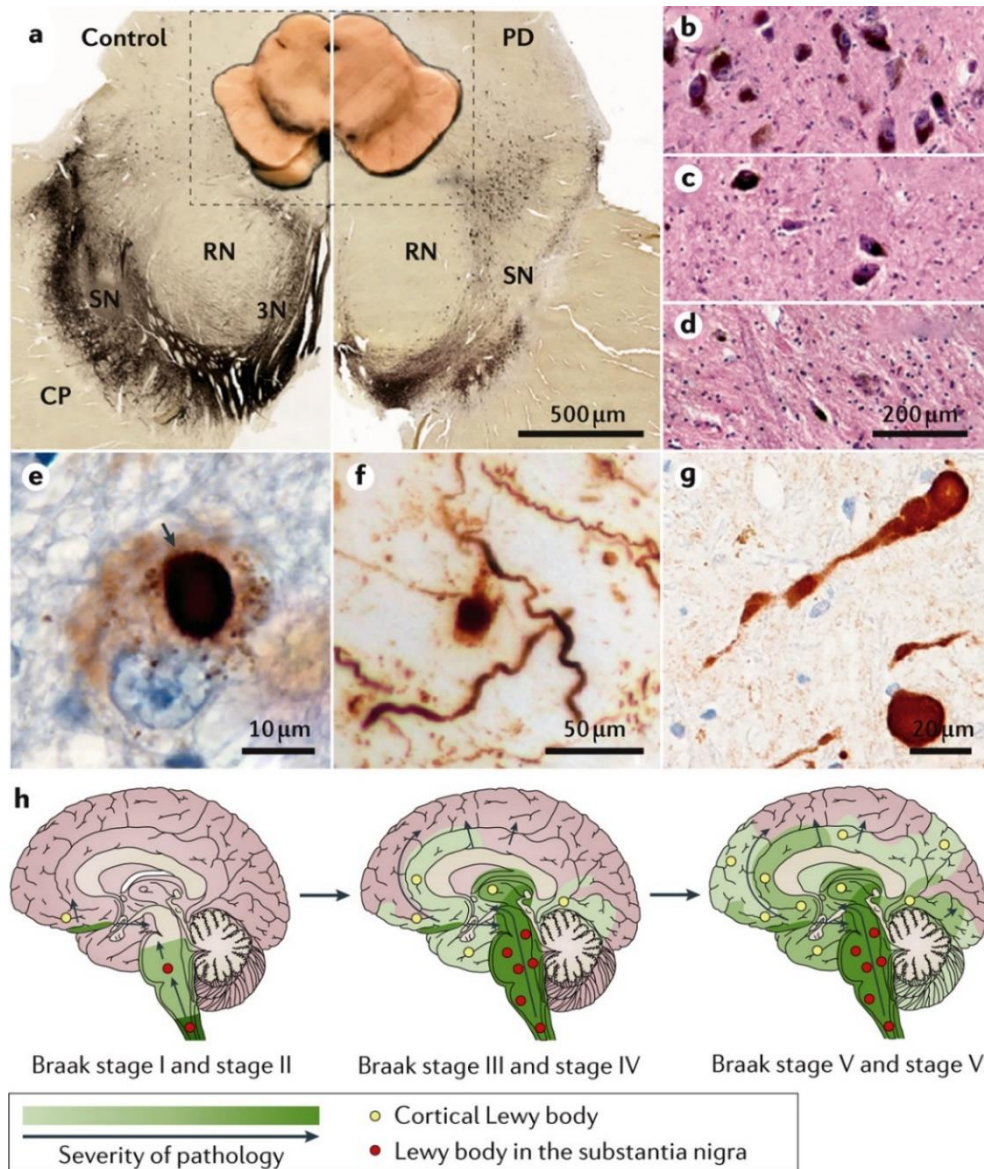 a
Control
PD
RN
RN
SN
SN
3N
CP
500 μm
b
c
d
200 μm
e
10 μm
f
50 μm
g
20 μm
h
Braak stage I and stage II
Braak stage III and stage IV
Braak stage V and stage V
Severity of pathology
Cortical Lewy body
Lewy body in the substantia nigra